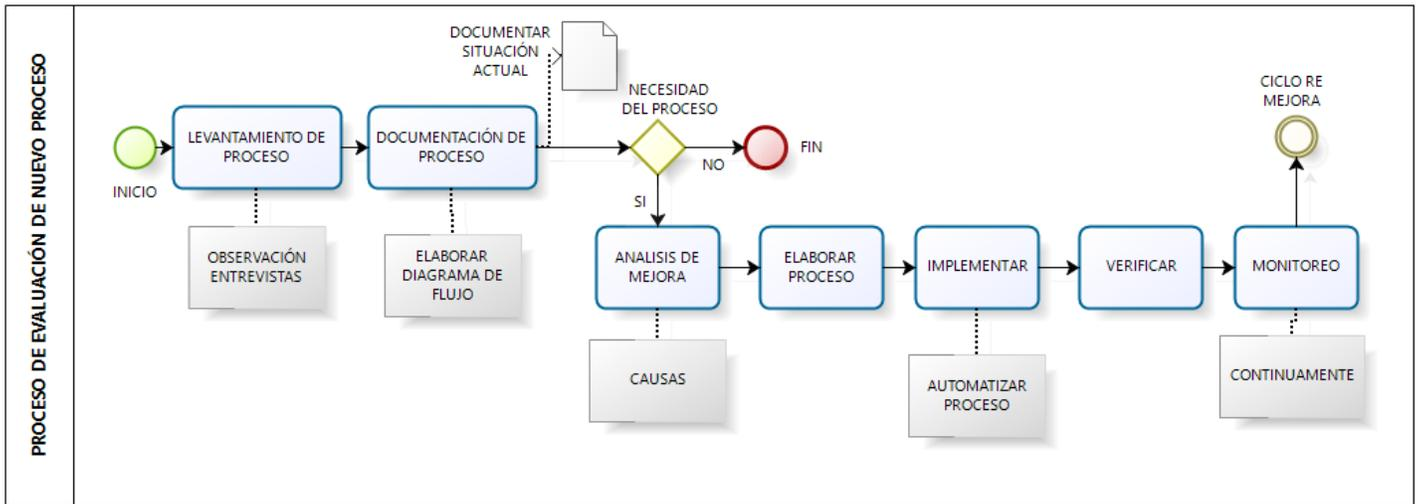 PROCESO DE EVALUACIÓN DE NUEVO PROCESO
INICIO
LEVANTAMIENTO DE
PROCESO
OBSERVACIÓN
ENTREVISTAS
DOCUMENTACIÓN DE
PROCESO
ELABORAR
DIAGRAMA DE
FLUJO
DOCUMENTAR
SITUACIÓN
ACTUAL
NECESIDAD
DEL PROCESO
NO
FIN
SI
ANALISIS DE
MEJORA
CAUSAS
ELABORAR
PROCESO
IMPLEMENTAR
AUTOMATIZAR
PROCESO
VERIFICAR
MONITOREO
CONTINUAMENTE
CICLO RE
MEJORA